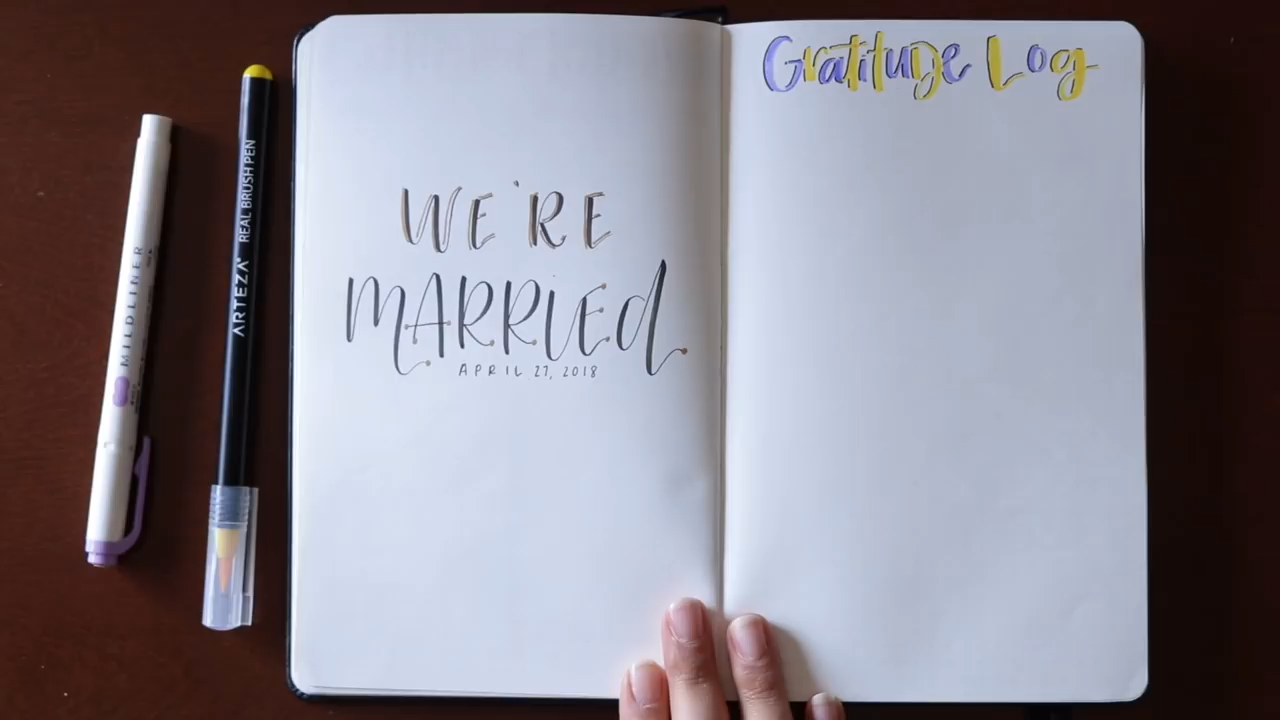 MILDLINER
ARTEZA REAL BRUSH PEN
WE'RE
MARRIED
APRIL 27, 2018
Gratitude Log